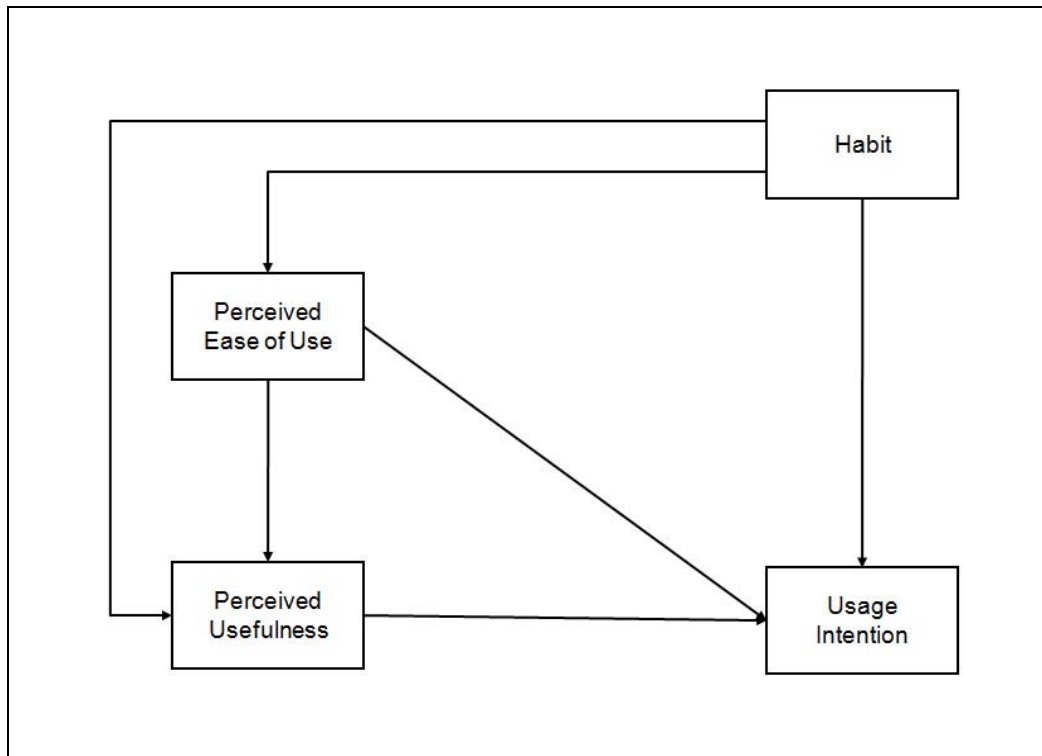 Habit
Perceived
Ease of Use
Perceived
Usefulness
Usage
Intention